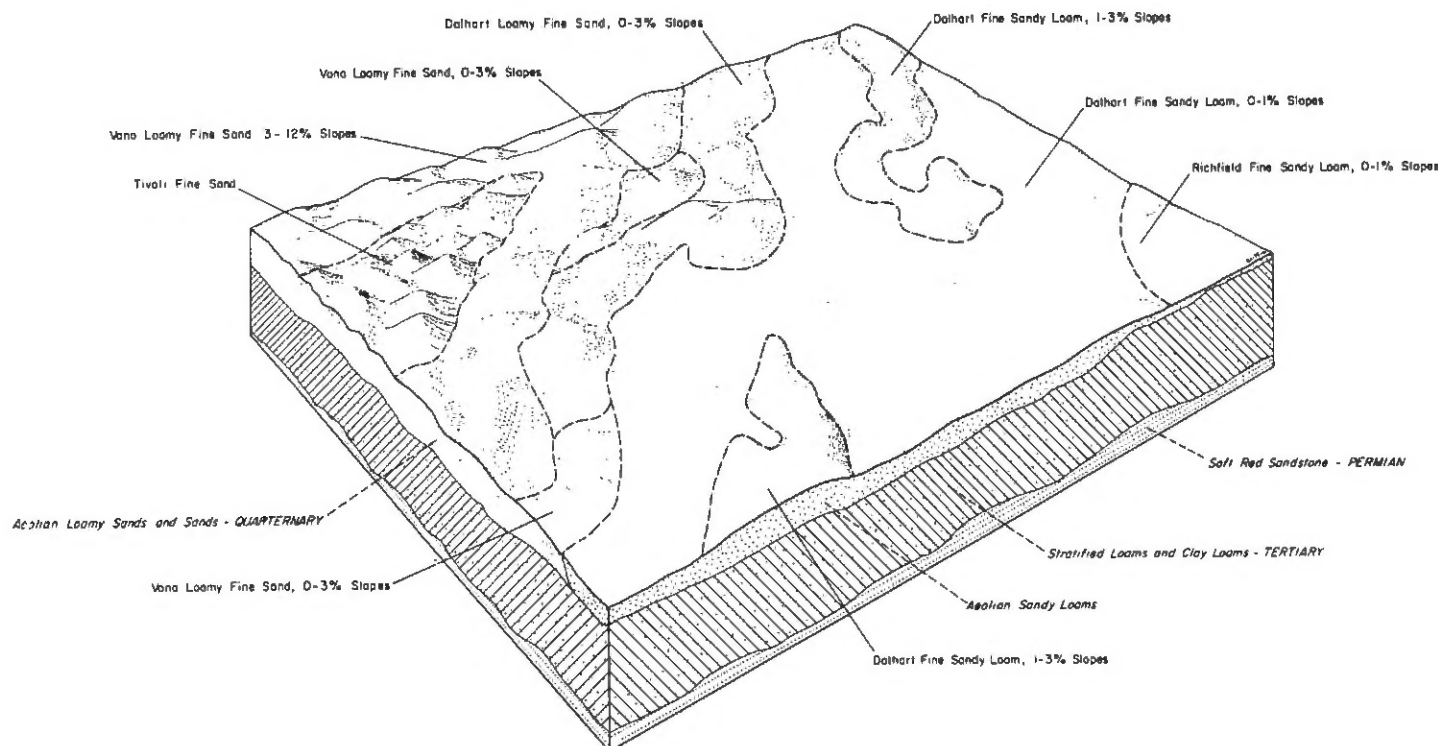 Dalhart Loamy Fine Sand, 0-3% Slopes
Dalhart Fine Sandy Loam, 1-3% Slopes
Vona Loamy Fine Sand, 0-3% Slopes
Dalhart Fine Sandy Loam, 0-1% Slopes
Vona Loamy Fine Sand 3-12% Slopes
Richfield Fine Sandy Loam, 0-1% Slopes
Tivoli Fine Sand
Soft Red Sandstone - PERMIAN
Aeolian Loamy Sands and Sands - QUARTERNARY
Stratified Loams and Clay Loams - TERTIARY
Vona Loamy Fine Sand, 0-3% Slopes
Aeolian Sandy Loams
Dalhart Fine Sandy Loam, 1-3% Slopes